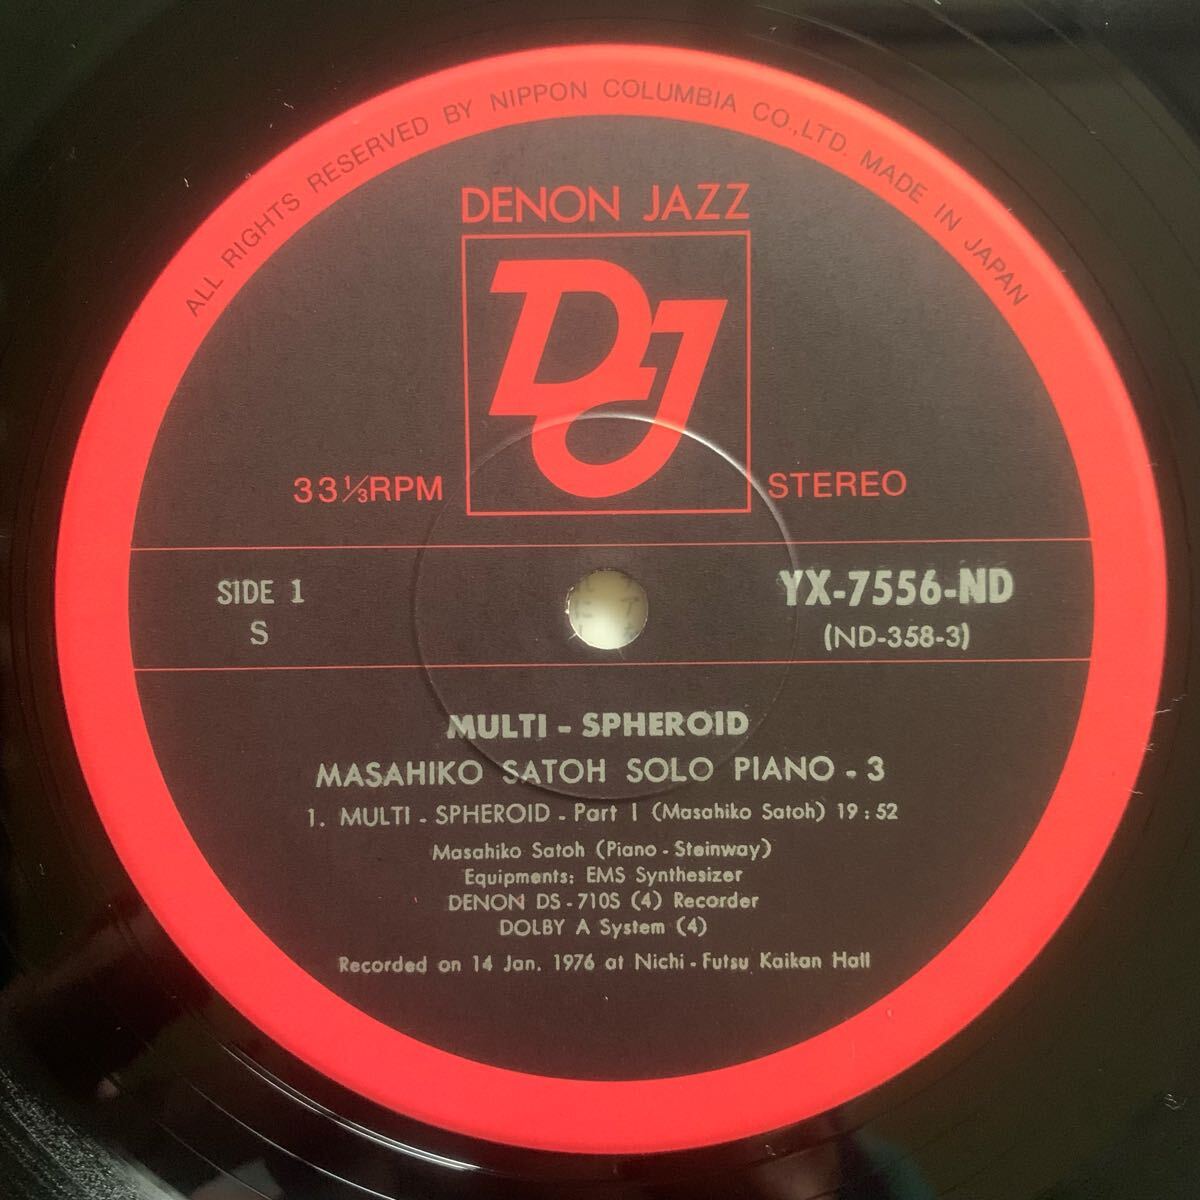 ALL RIGHTS RESERVED BY NIPPON COLUMBIA CO.,LTD. MADE IN JAPAN
DENON JAZZ
DJ
33⅓RPM
STEREO
SIDE 1
S
YX-7556-ND
(ND-358-3)
MULTI - SPHEROID
MASAHIKO SATOH SOLO PIANO - 3
1. MULTI - SPHEROID - Part I (Masahiko Satoh) 19:52
Masahiko Satoh (Piano - Steinway)
Equipments: EMS Synthesizer
DENON DS - 710S (4) Recorder
DOLBY A System (4)
Recorded on 14 Jan. 1976 at Nichi - Futsu Kaikan Hall